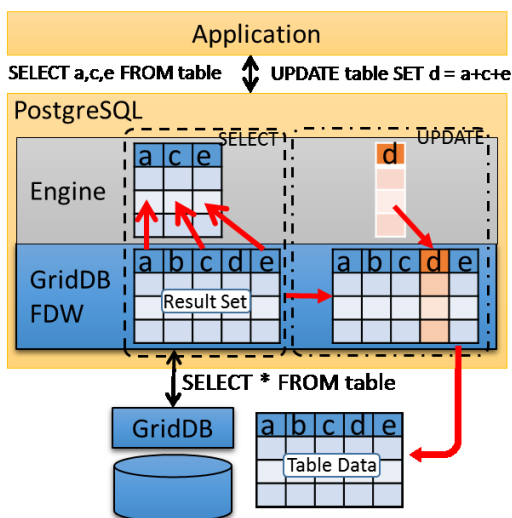 Application
SELECT a,c,e FROM table
UPDATE table SET d = a+c+e
PostgreSQL
SELECT
UPDATE
a c e
d
Engine
GridDB
FDW
a b c d e
Result Set
a b c d e
SELECT * FROM table
GridDB
a b c d e
Table Data